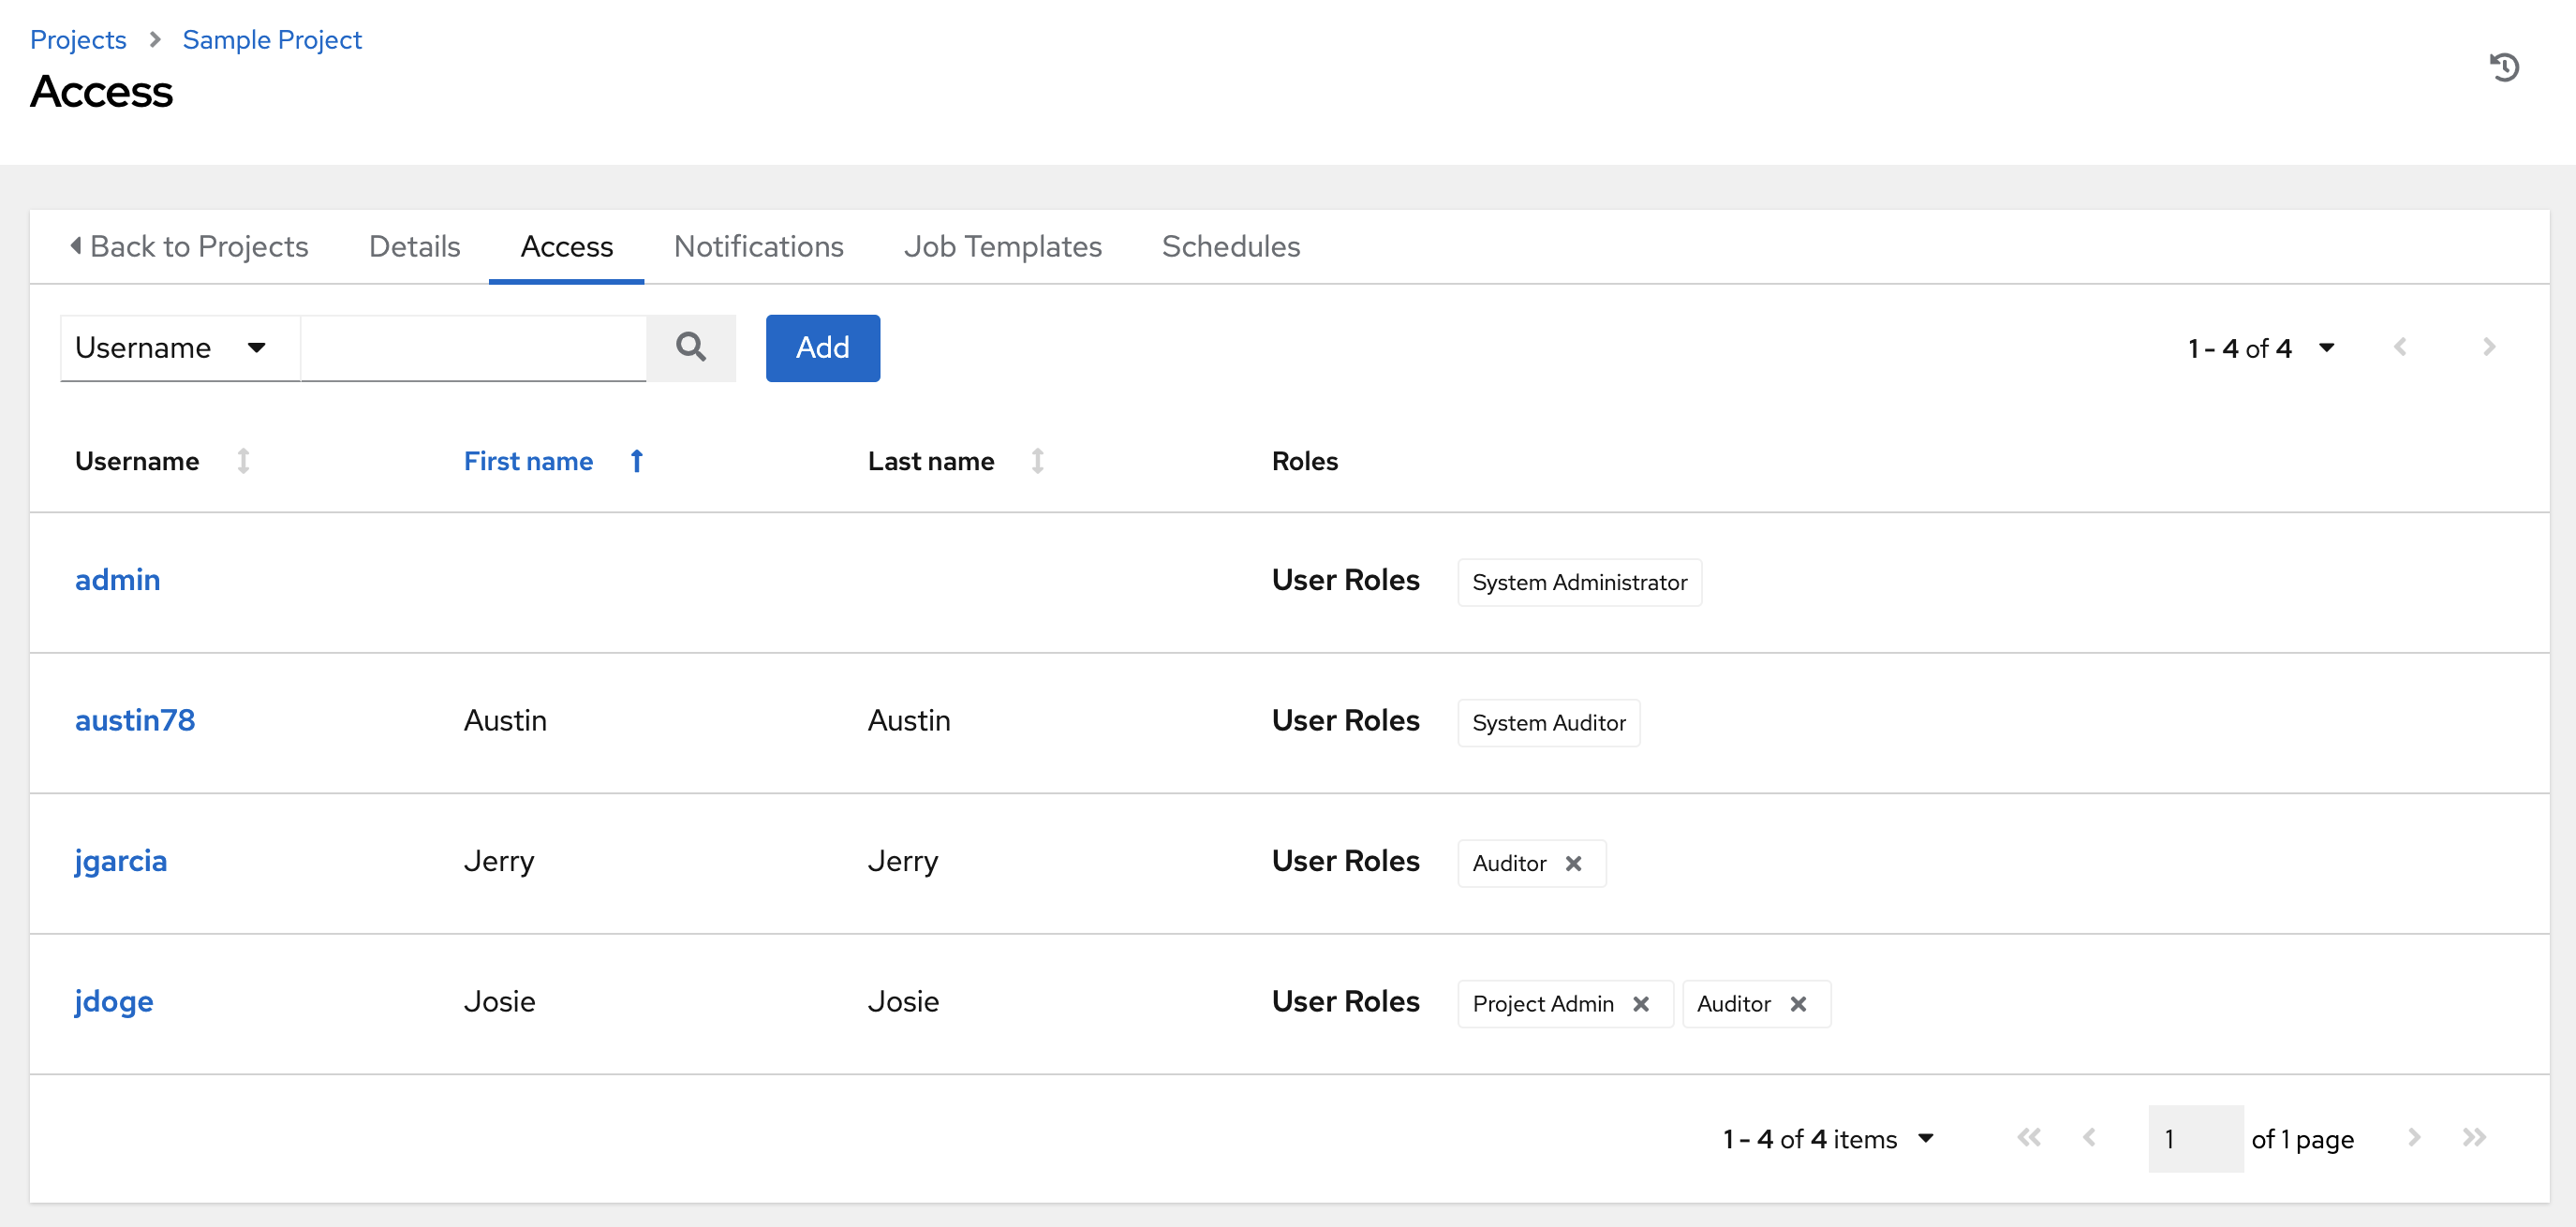 Projects Sample Project
Access
Back to Projects Details Access Notifications Job Templates Schedules
Username Add 1 - 4 of 4
Username First name Last name Roles
admin User Roles System Administrator
austin78 Austin Austin User Roles System Auditor
jgarcia Jerry Jerry User Roles Auditor
jdoge Josie Josie User Roles Project Admin Auditor
1 - 4 of 4 items 1 of 1 page